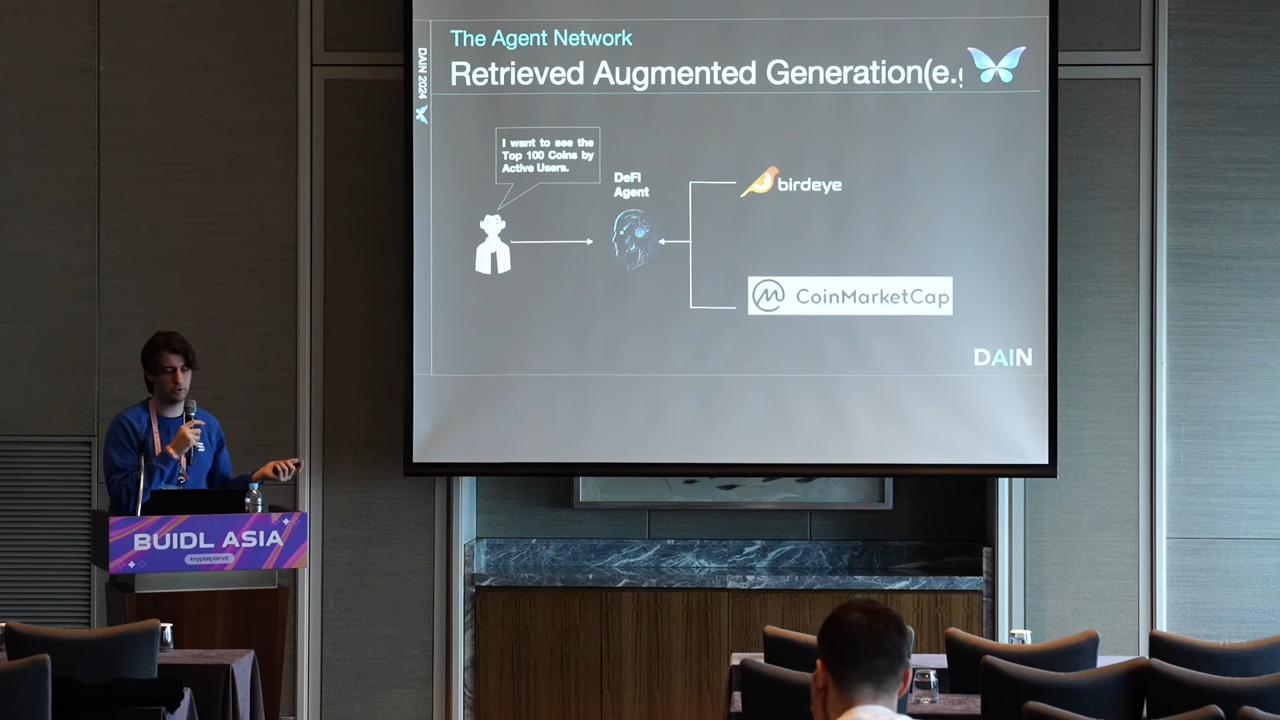 The Agent Network
Retrieved Augmented Generation(e.
DAIN 2024
I want to see the
Top 100 Coins by
Active Users.
DeFi
Agent
birdeye
CoinMarketCap
DAIN
BUIDL ASIA
kryptoplanet